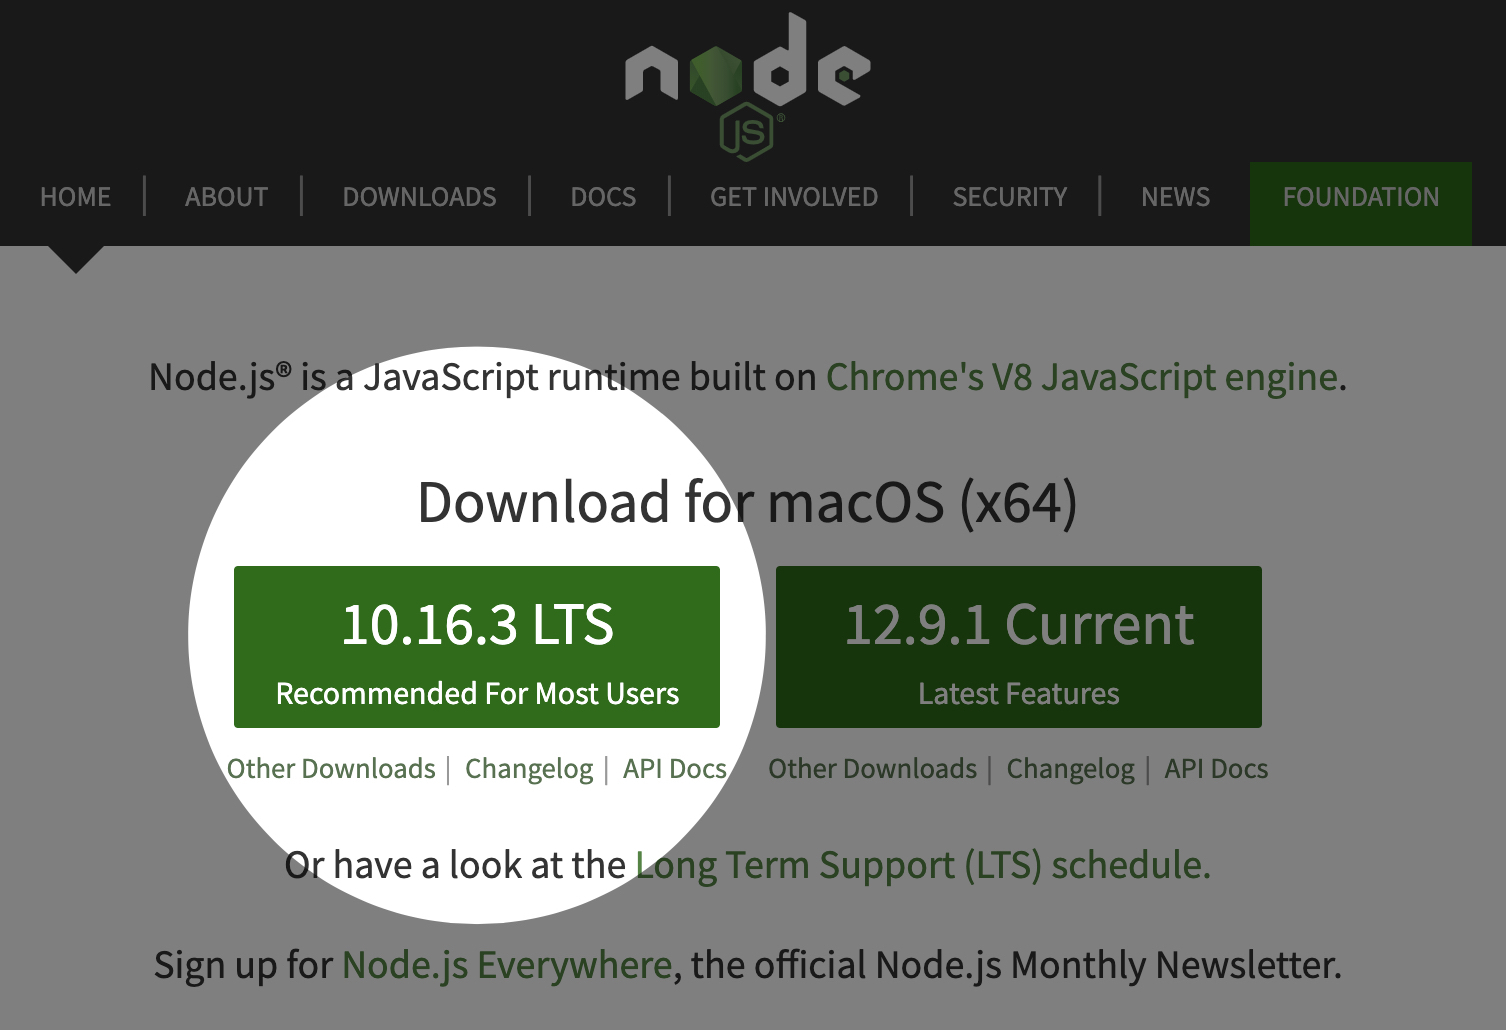 node
JS®
HOME | ABOUT | DOWNLOADS | DOCS | GET INVOLVED | SECURITY | NEWS FOUNDATION
Node.js® is a JavaScript runtime built on Chrome's V8 JavaScript engine.
Download for macOS (x64)
10.16.3 LTS
Recommended For Most Users
Other Downloads | Changelog | API Docs
12.9.1 Current
Latest Features
Other Downloads | Changelog | API Docs
Or have a look at the Long Term Support (LTS) schedule.
Sign up for Node.js Everywhere, the official Node.js Monthly Newsletter.